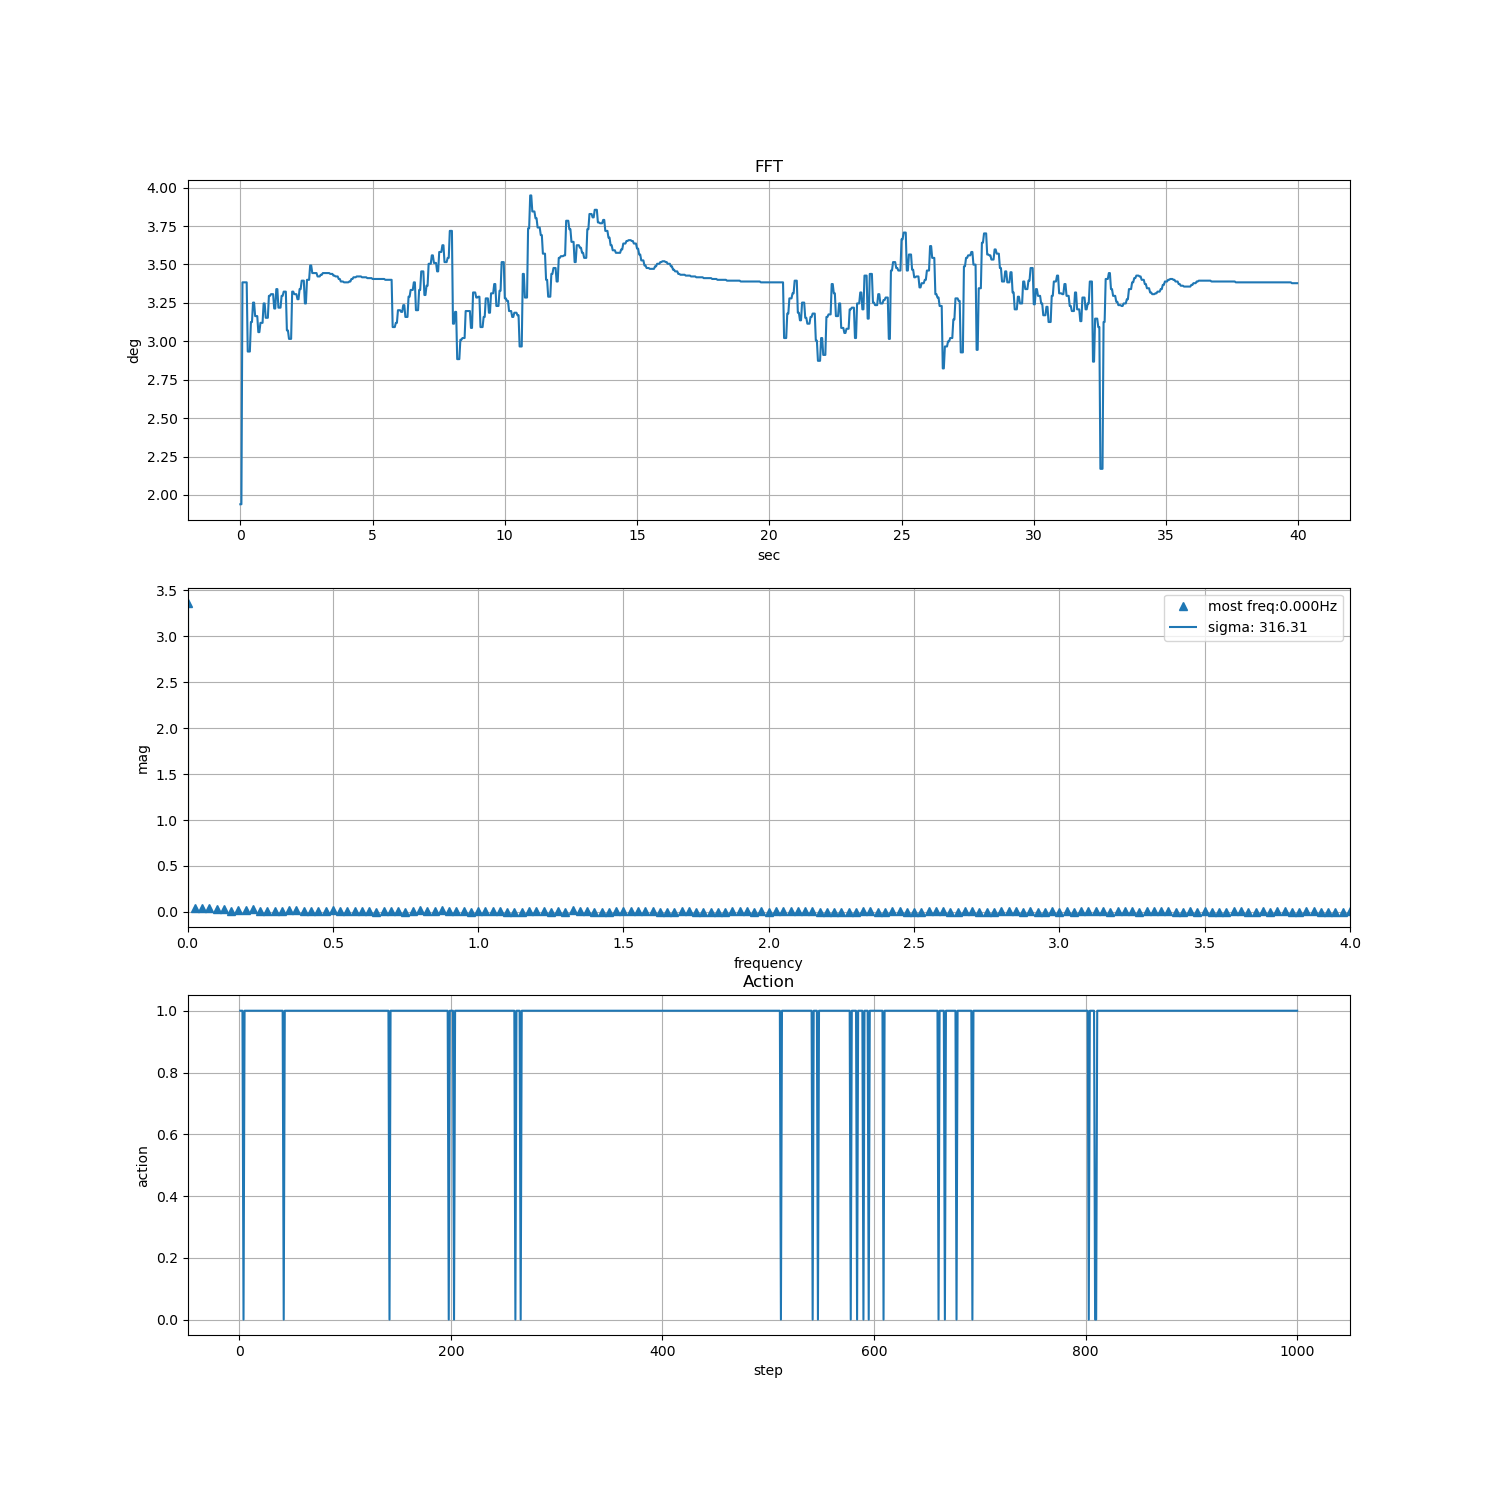 FFT
4.00
3.75
3.50
3.25
3.00
2.75
2.50
2.25
2.00
deg
0 5 10 15 20 25 30 35 40
sec
3.5
3.0
2.5
2.0
1.5
1.0
0.5
0.0
mag
most freq:0.000Hz
sigma: 316.31
0.0 0.5 1.0 1.5 2.0 2.5 3.0 3.5 4.0
frequency
Action
1.0
0.8
0.6
0.4
0.2
0.0
action
0 200 400 600 800 1000
step